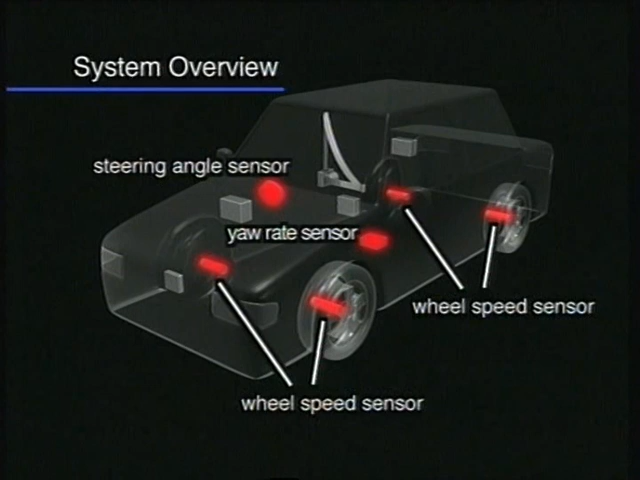 System Overview
steering angle sensor
yaw rate sensor
wheel speed sensor
wheel speed sensor